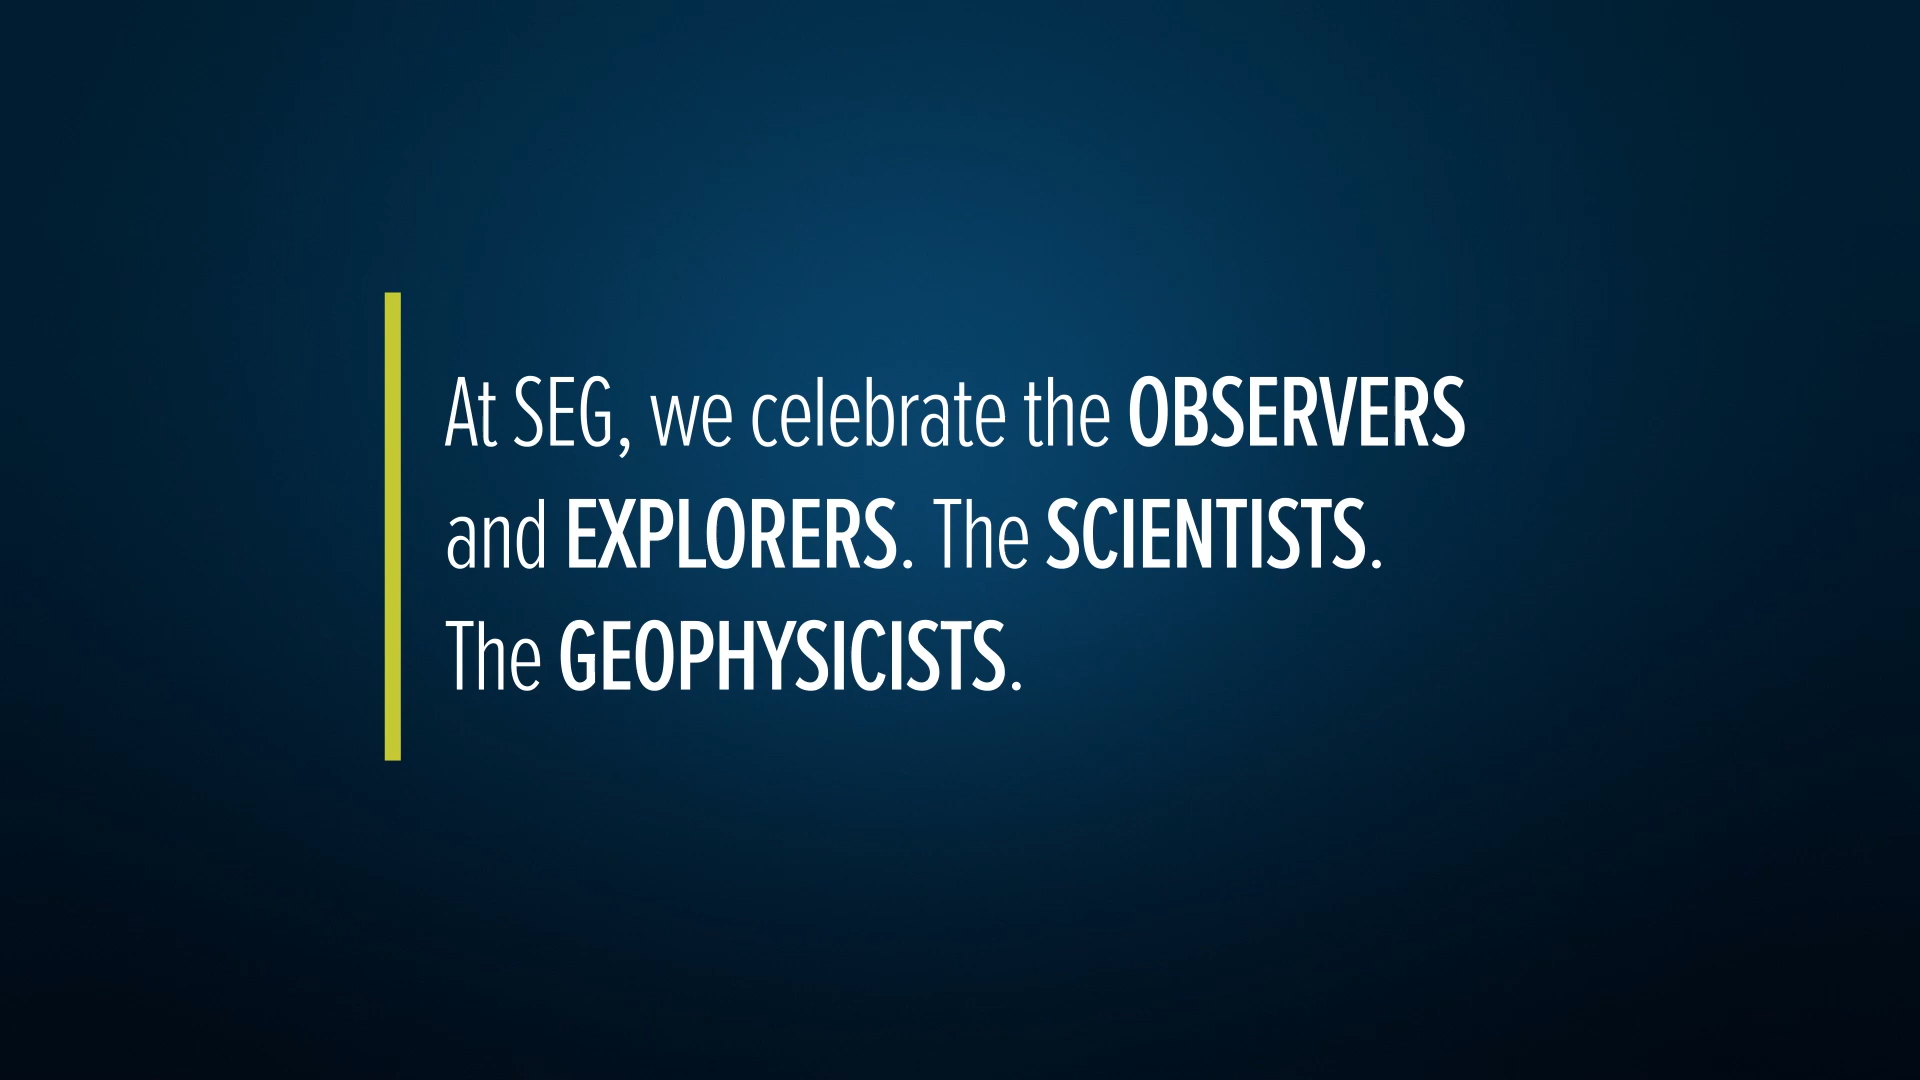 At SEG, we celebrate the OBSERVERS
and EXPLORERS. The SCIENTISTS.
The GEOPHYSICISTS.